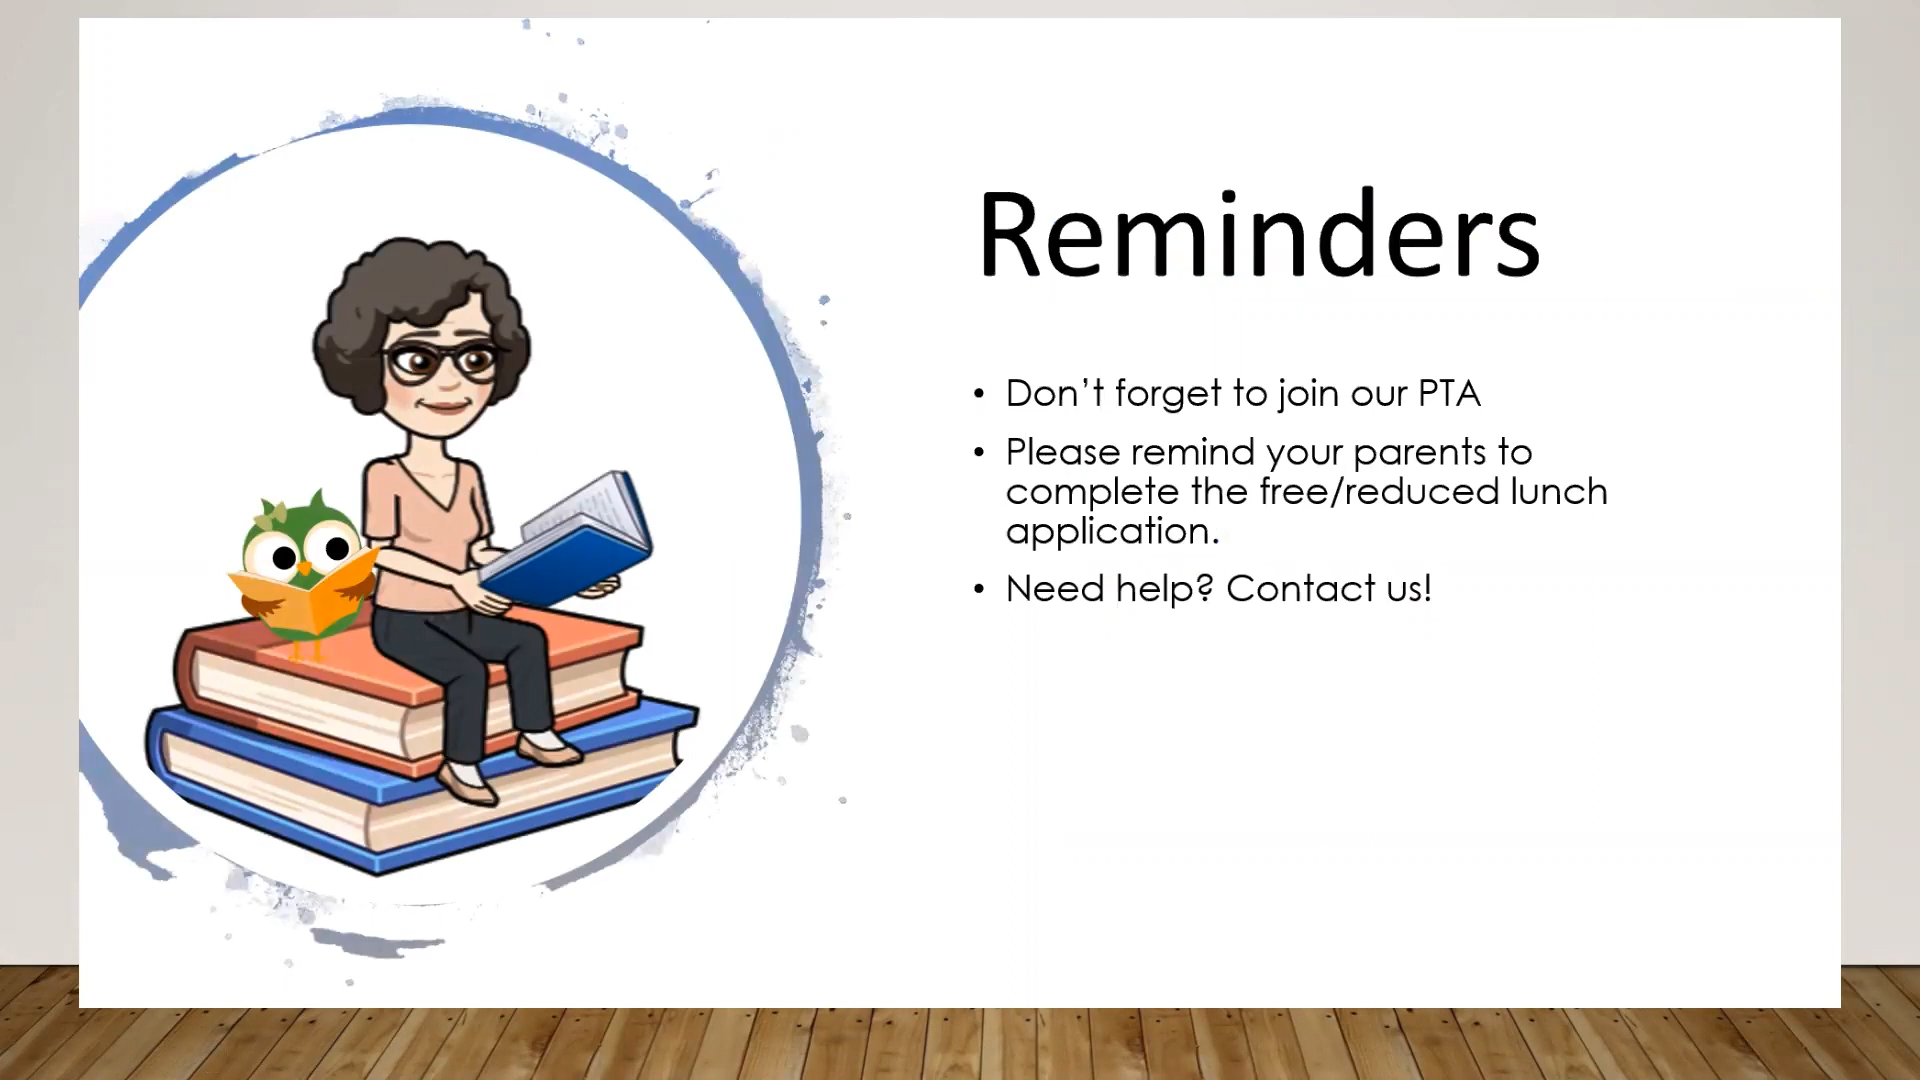 Reminders
• Don’t forget to join our PTA
• Please remind your parents to
complete the free/reduced lunch
application.
• Need help? Contact us!